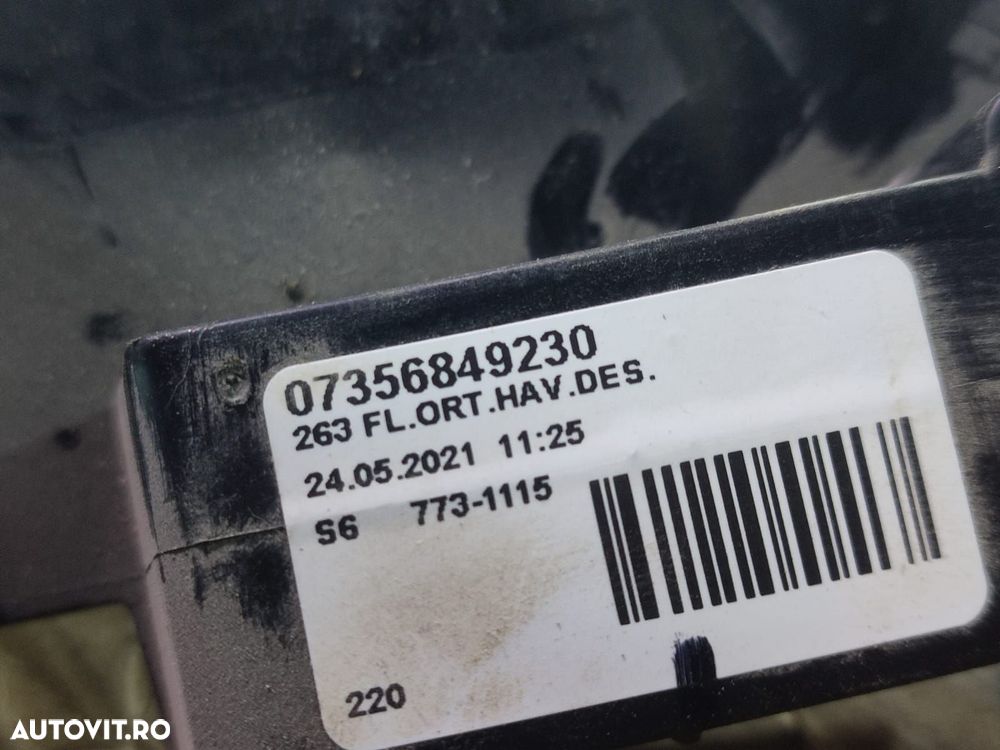 07356849230
263 FL.ORT.HAV.DES.
24.05.2021 11:25
S6 773-1115
220
AUTOVIT.RO